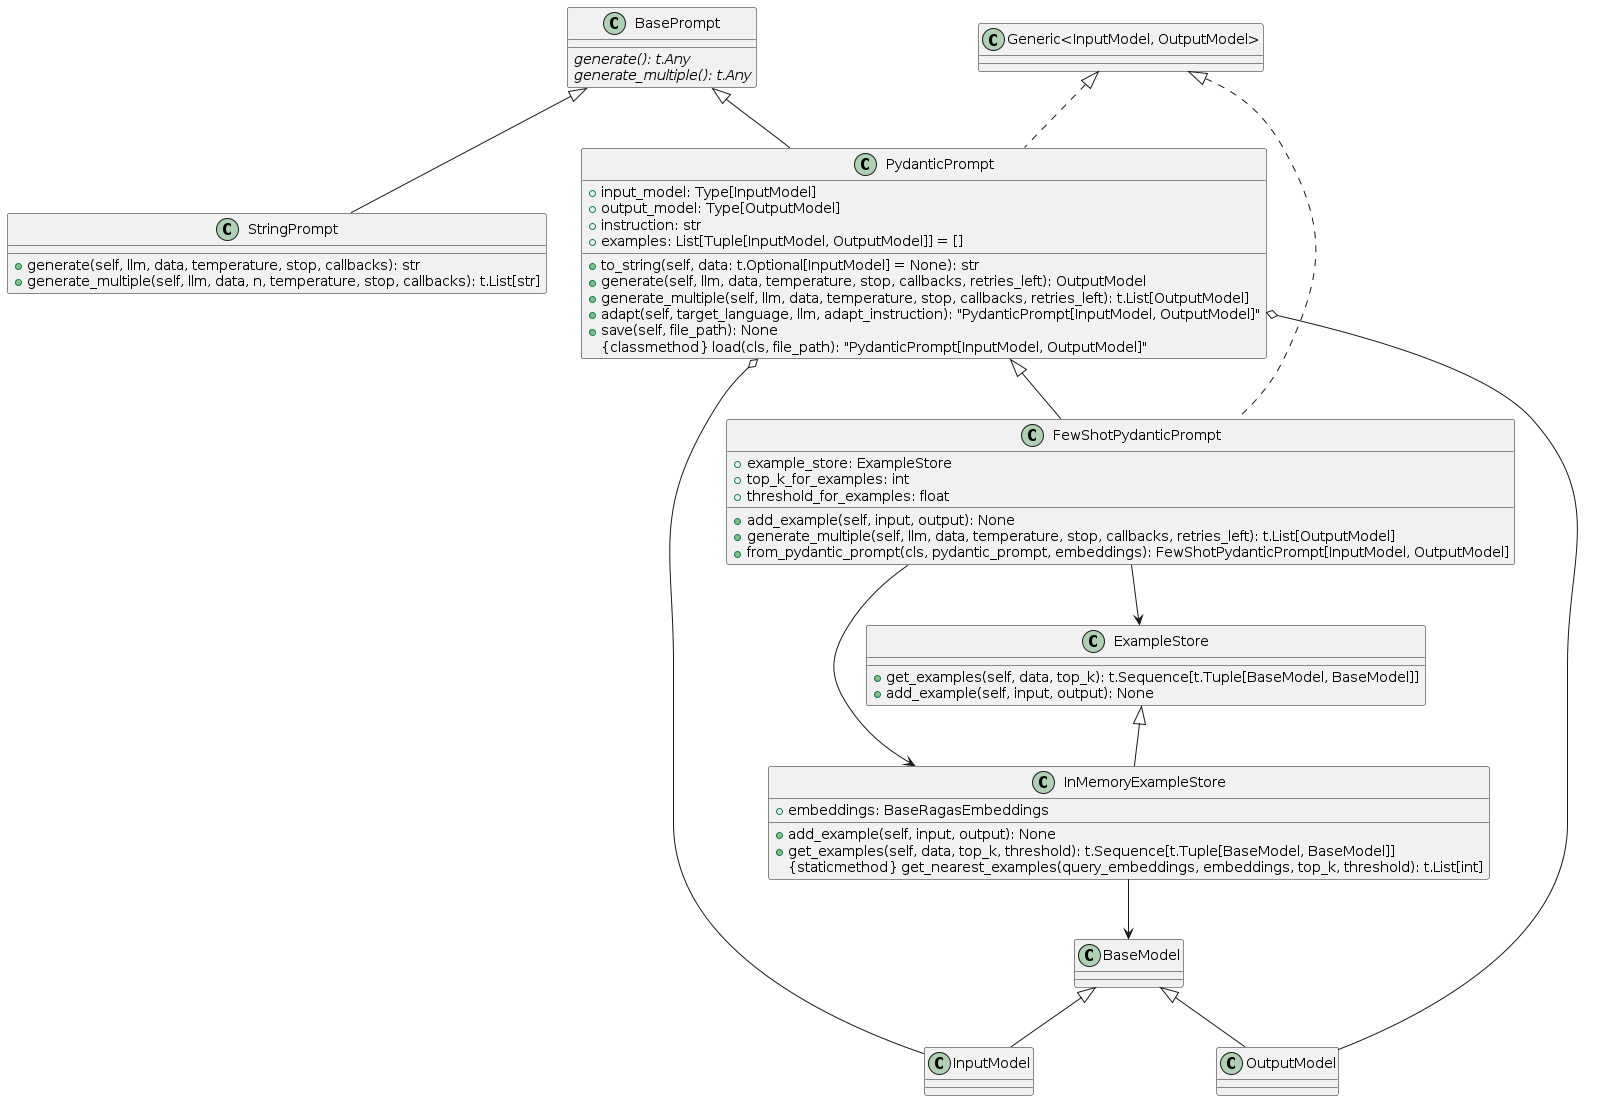 C BasePrompt
generate(): t.Any
generate_multiple(): t.Any
C Generic<InputModel, OutputModel>
C PydanticPrompt
input_model: Type[InputModel]
output_model: Type[OutputModel]
instruction: str
examples: List[Tuple[InputModel, OutputModel]] = []
to_string(self, data: t.Optional[InputModel] = None): str
generate(self, llm, data, temperature, stop, callbacks, retries_left): OutputModel
generate_multiple(self, llm, data, temperature, stop, callbacks, retries_left): t.List[OutputModel]
adapt(self, target_language, llm, adapt_instruction): "PydanticPrompt[InputModel, OutputModel]"
save(self, file_path): None
{classmethod} load(cls, file_path): "PydanticPrompt[InputModel, OutputModel]"
C StringPrompt
generate(self, llm, data, temperature, stop, callbacks): str
generate_multiple(self, llm, data, n, temperature, stop, callbacks): t.List[str]
C FewShotPydanticPrompt
example_store: ExampleStore
top_k_for_examples: int
threshold_for_examples: float
add_example(self, input, output): None
generate_multiple(self, llm, data, temperature, stop, callbacks, retries_left): t.List[OutputModel]
from_pydantic_prompt(cls, pydantic_prompt, embeddings): FewShotPydanticPrompt[InputModel, OutputModel]
C ExampleStore
get_examples(self, data, top_k): t.Sequence[t.Tuple[BaseModel, BaseModel]]
add_example(self, input, output): None
C InMemoryExampleStore
embeddings: BaseRagasEmbeddings
add_example(self, input, output): None
get_examples(self, data, top_k, threshold): t.Sequence[t.Tuple[BaseModel, BaseModel]]
{staticmethod} get_nearest_examples(query_embeddings, embeddings, top_k, threshold): t.List[int]
C BaseModel
C InputModel
C OutputModel